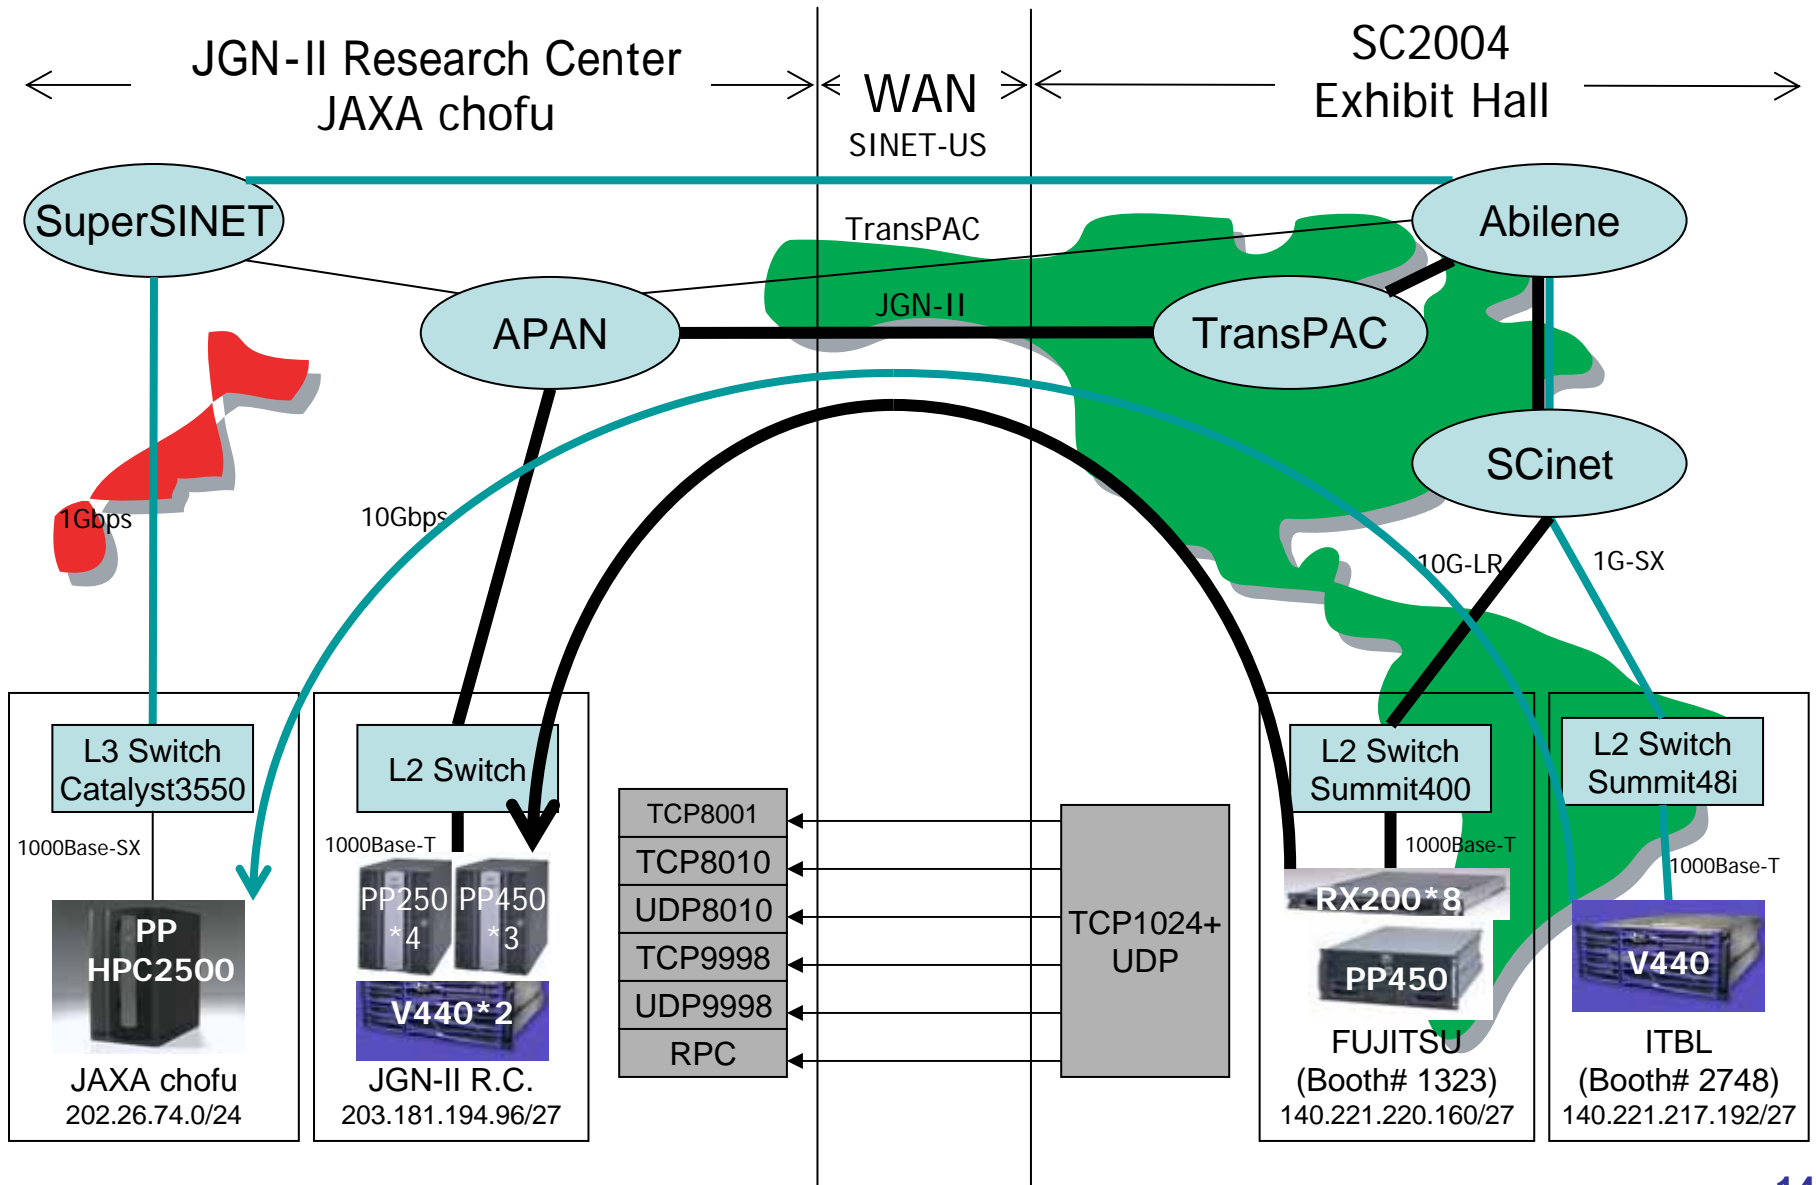 JGN-II Research Center
JAXA chofu
WAN
SINET-US
SC2004
Exhibit Hall
SuperSINET
Abilene
TransPAC
APAN
JGN-II
TransPAC
SCinet
1Gbps
10Gbps
10G-LR
1G-SX
L3 Switch
Catalyst3550
L2 Switch
L2 Switch
Summit400
L2 Switch
Summit48i
1000Base-SX
1000Base-T
1000Base-T
1000Base-T
PP
HPC2500
PP250
*4
PP450
*3
V440*2
TCP8001
TCP8010
UDP8010
TCP9998
UDP9998
RPC
TCP1024+
UDP
RX200*8
PP450
V440
JAXA chofu
202.26.74.0/24
JGN-II R.C.
203.181.194.96/27
FUJITSU
(Booth# 1323)
140.221.220.160/27
ITBL
(Booth# 2748)
140.221.217.192/27